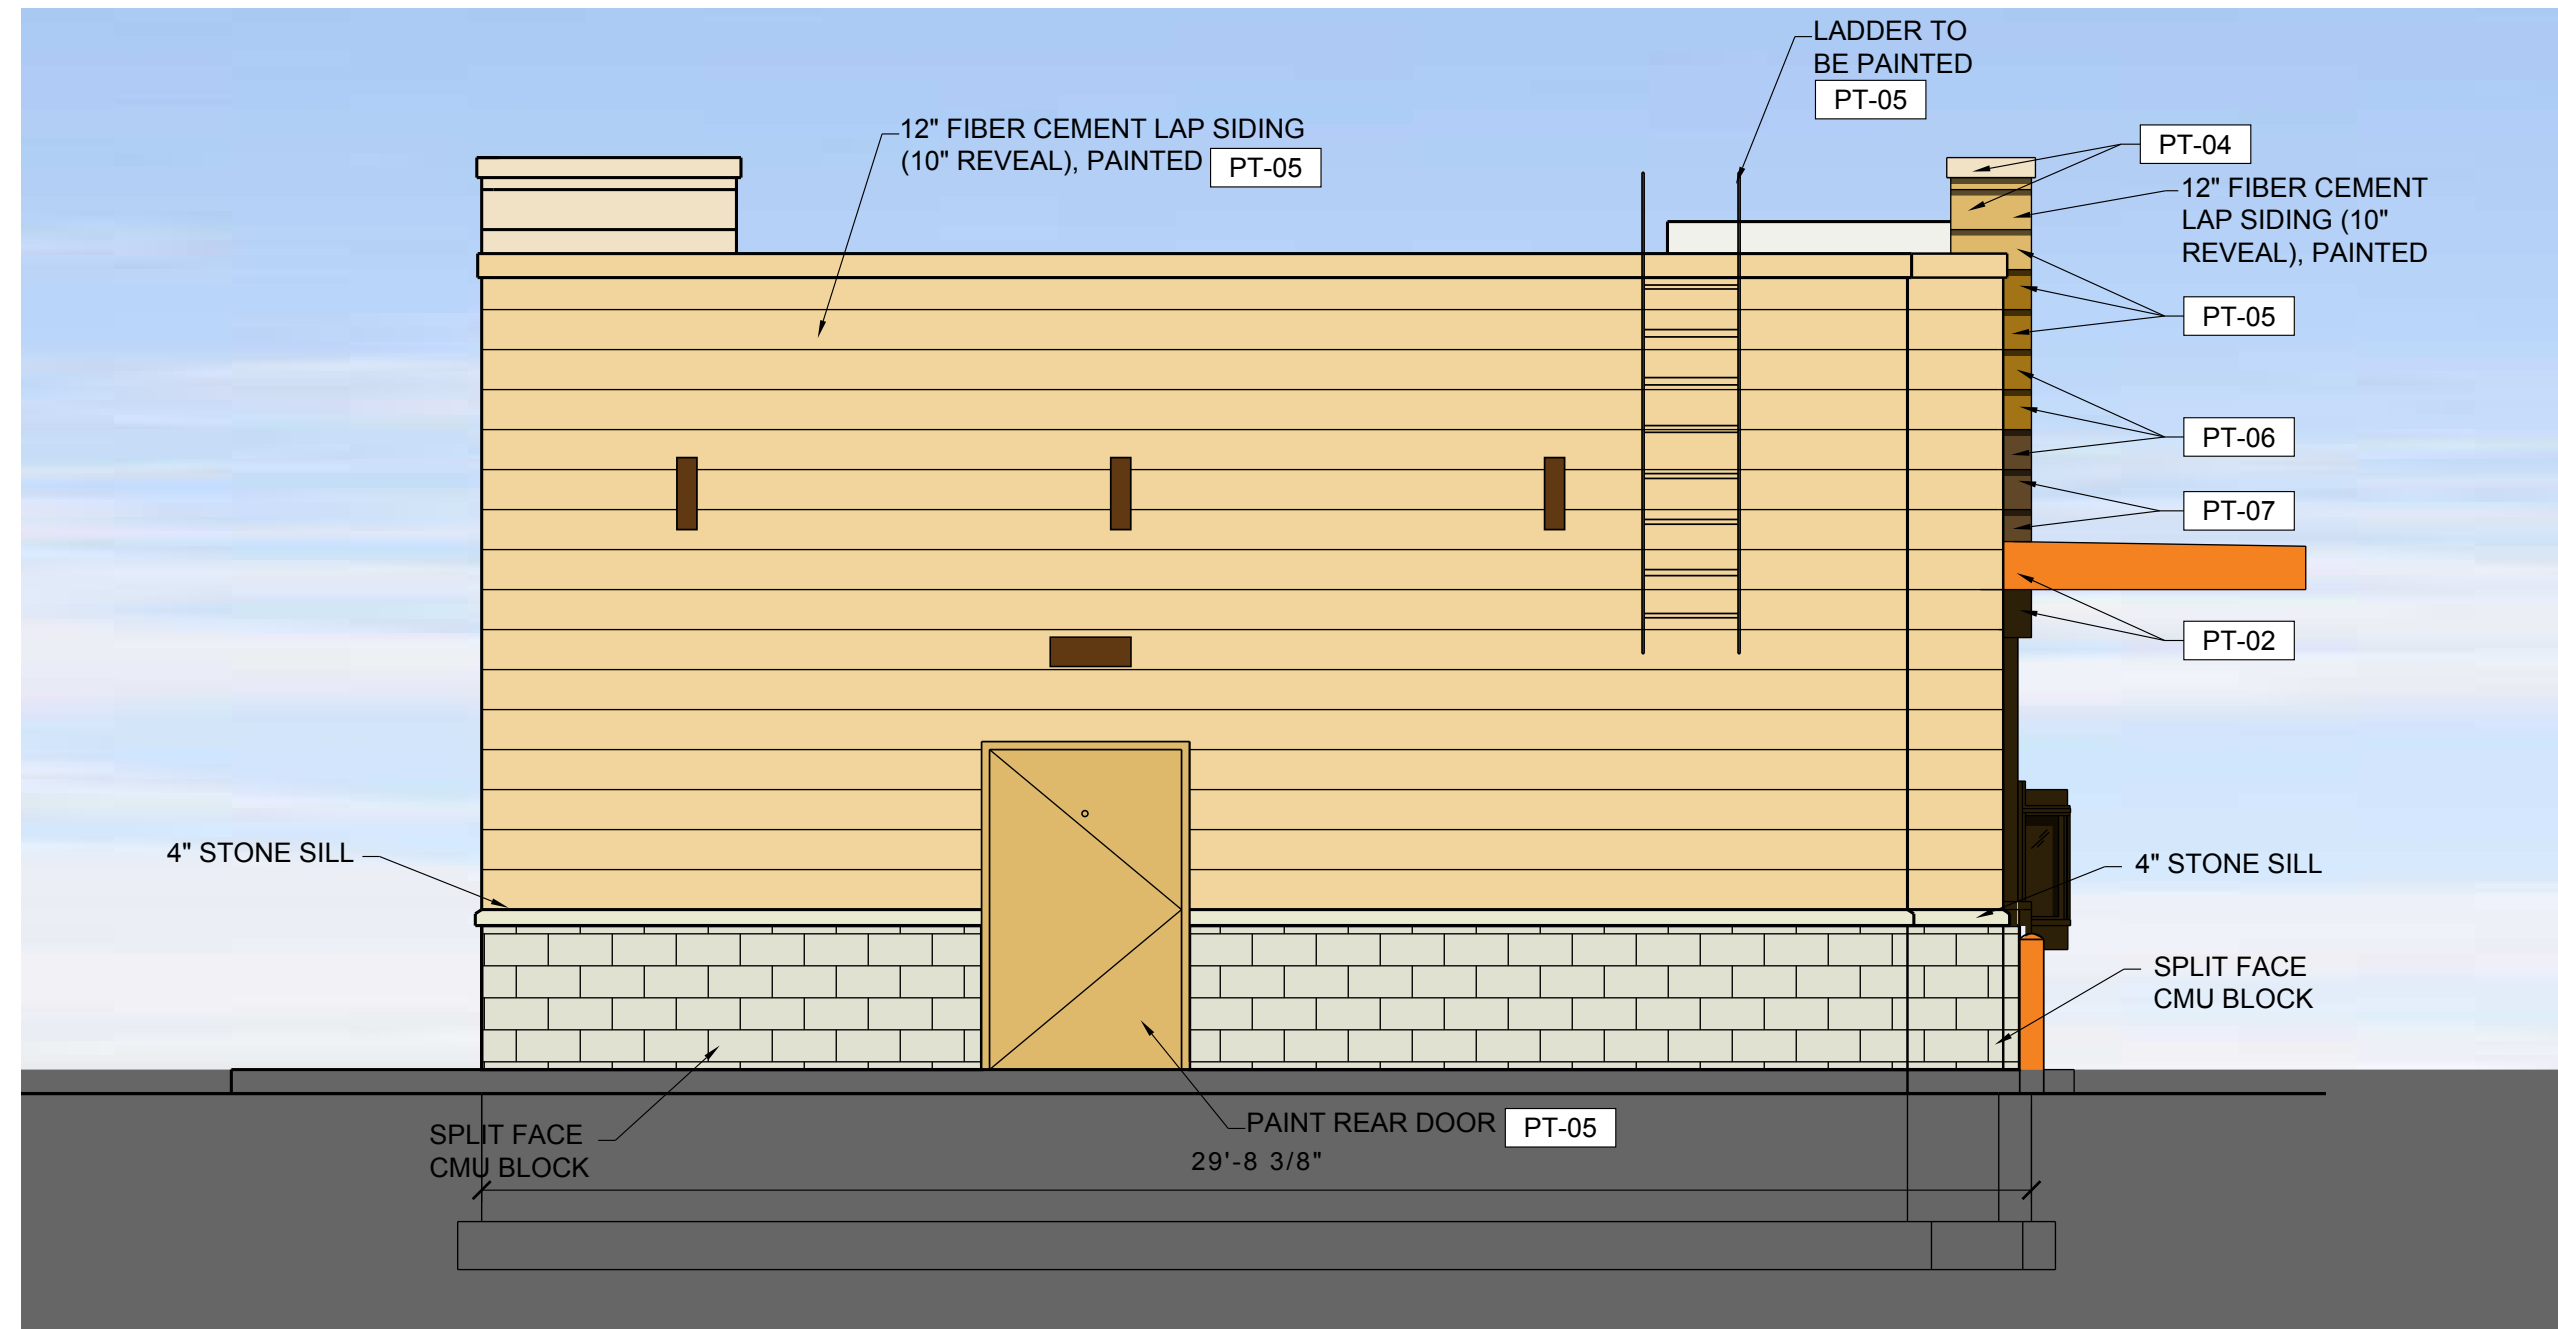 LADDER TO
BE PAINTED
PT-05
12" FIBER CEMENT LAP SIDING
(10" REVEAL), PAINTED PT-05
PT-04
12" FIBER CEMENT
LAP SIDING (10"
REVEAL), PAINTED
PT-05
PT-06
PT-07
PT-02
4" STONE SILL
4" STONE SILL
SPLIT FACE
CMU BLOCK
SPLIT FACE
CMU BLOCK
PAINT REAR DOOR PT-05
29'-8 3/8"